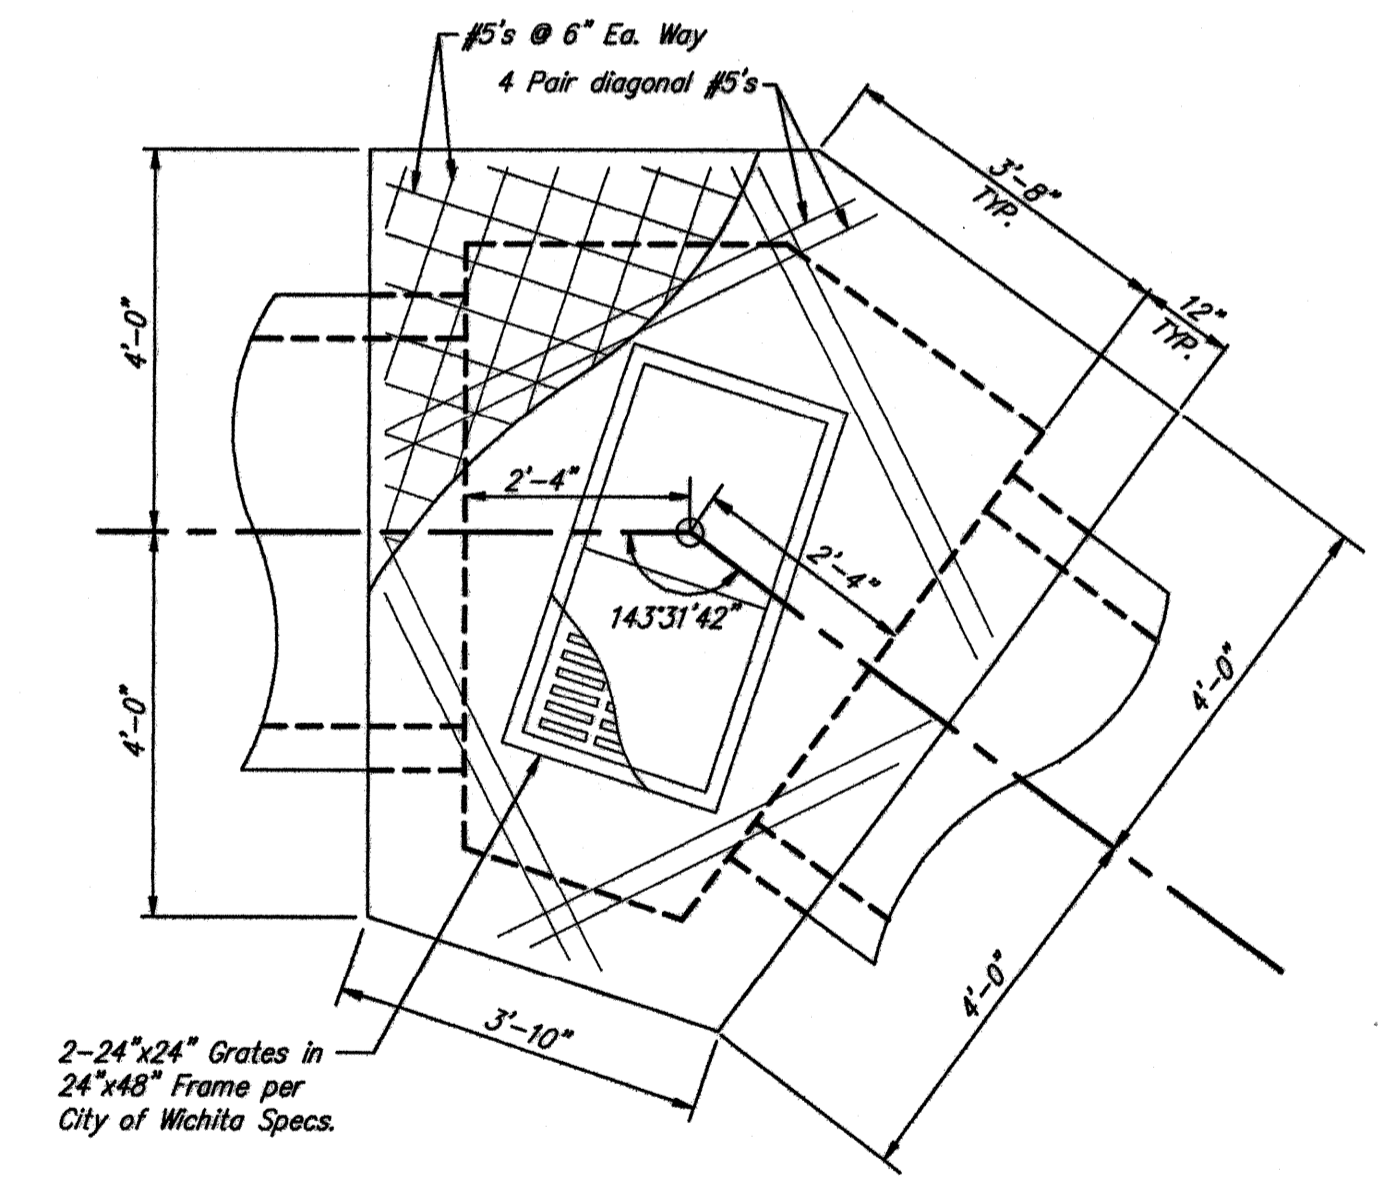 #5's @ 6" Ea. Way
4 Pair diagonal #5's
3'-8"
TYP.
12"
TYP.
4'-0"
2'-4"
2'-4"
143°31'42"
4'-0"
4'-0"
4'-0"
3'-10"
2-24"x24" Grates in
24"x48" Frame per
City of Wichita Specs.